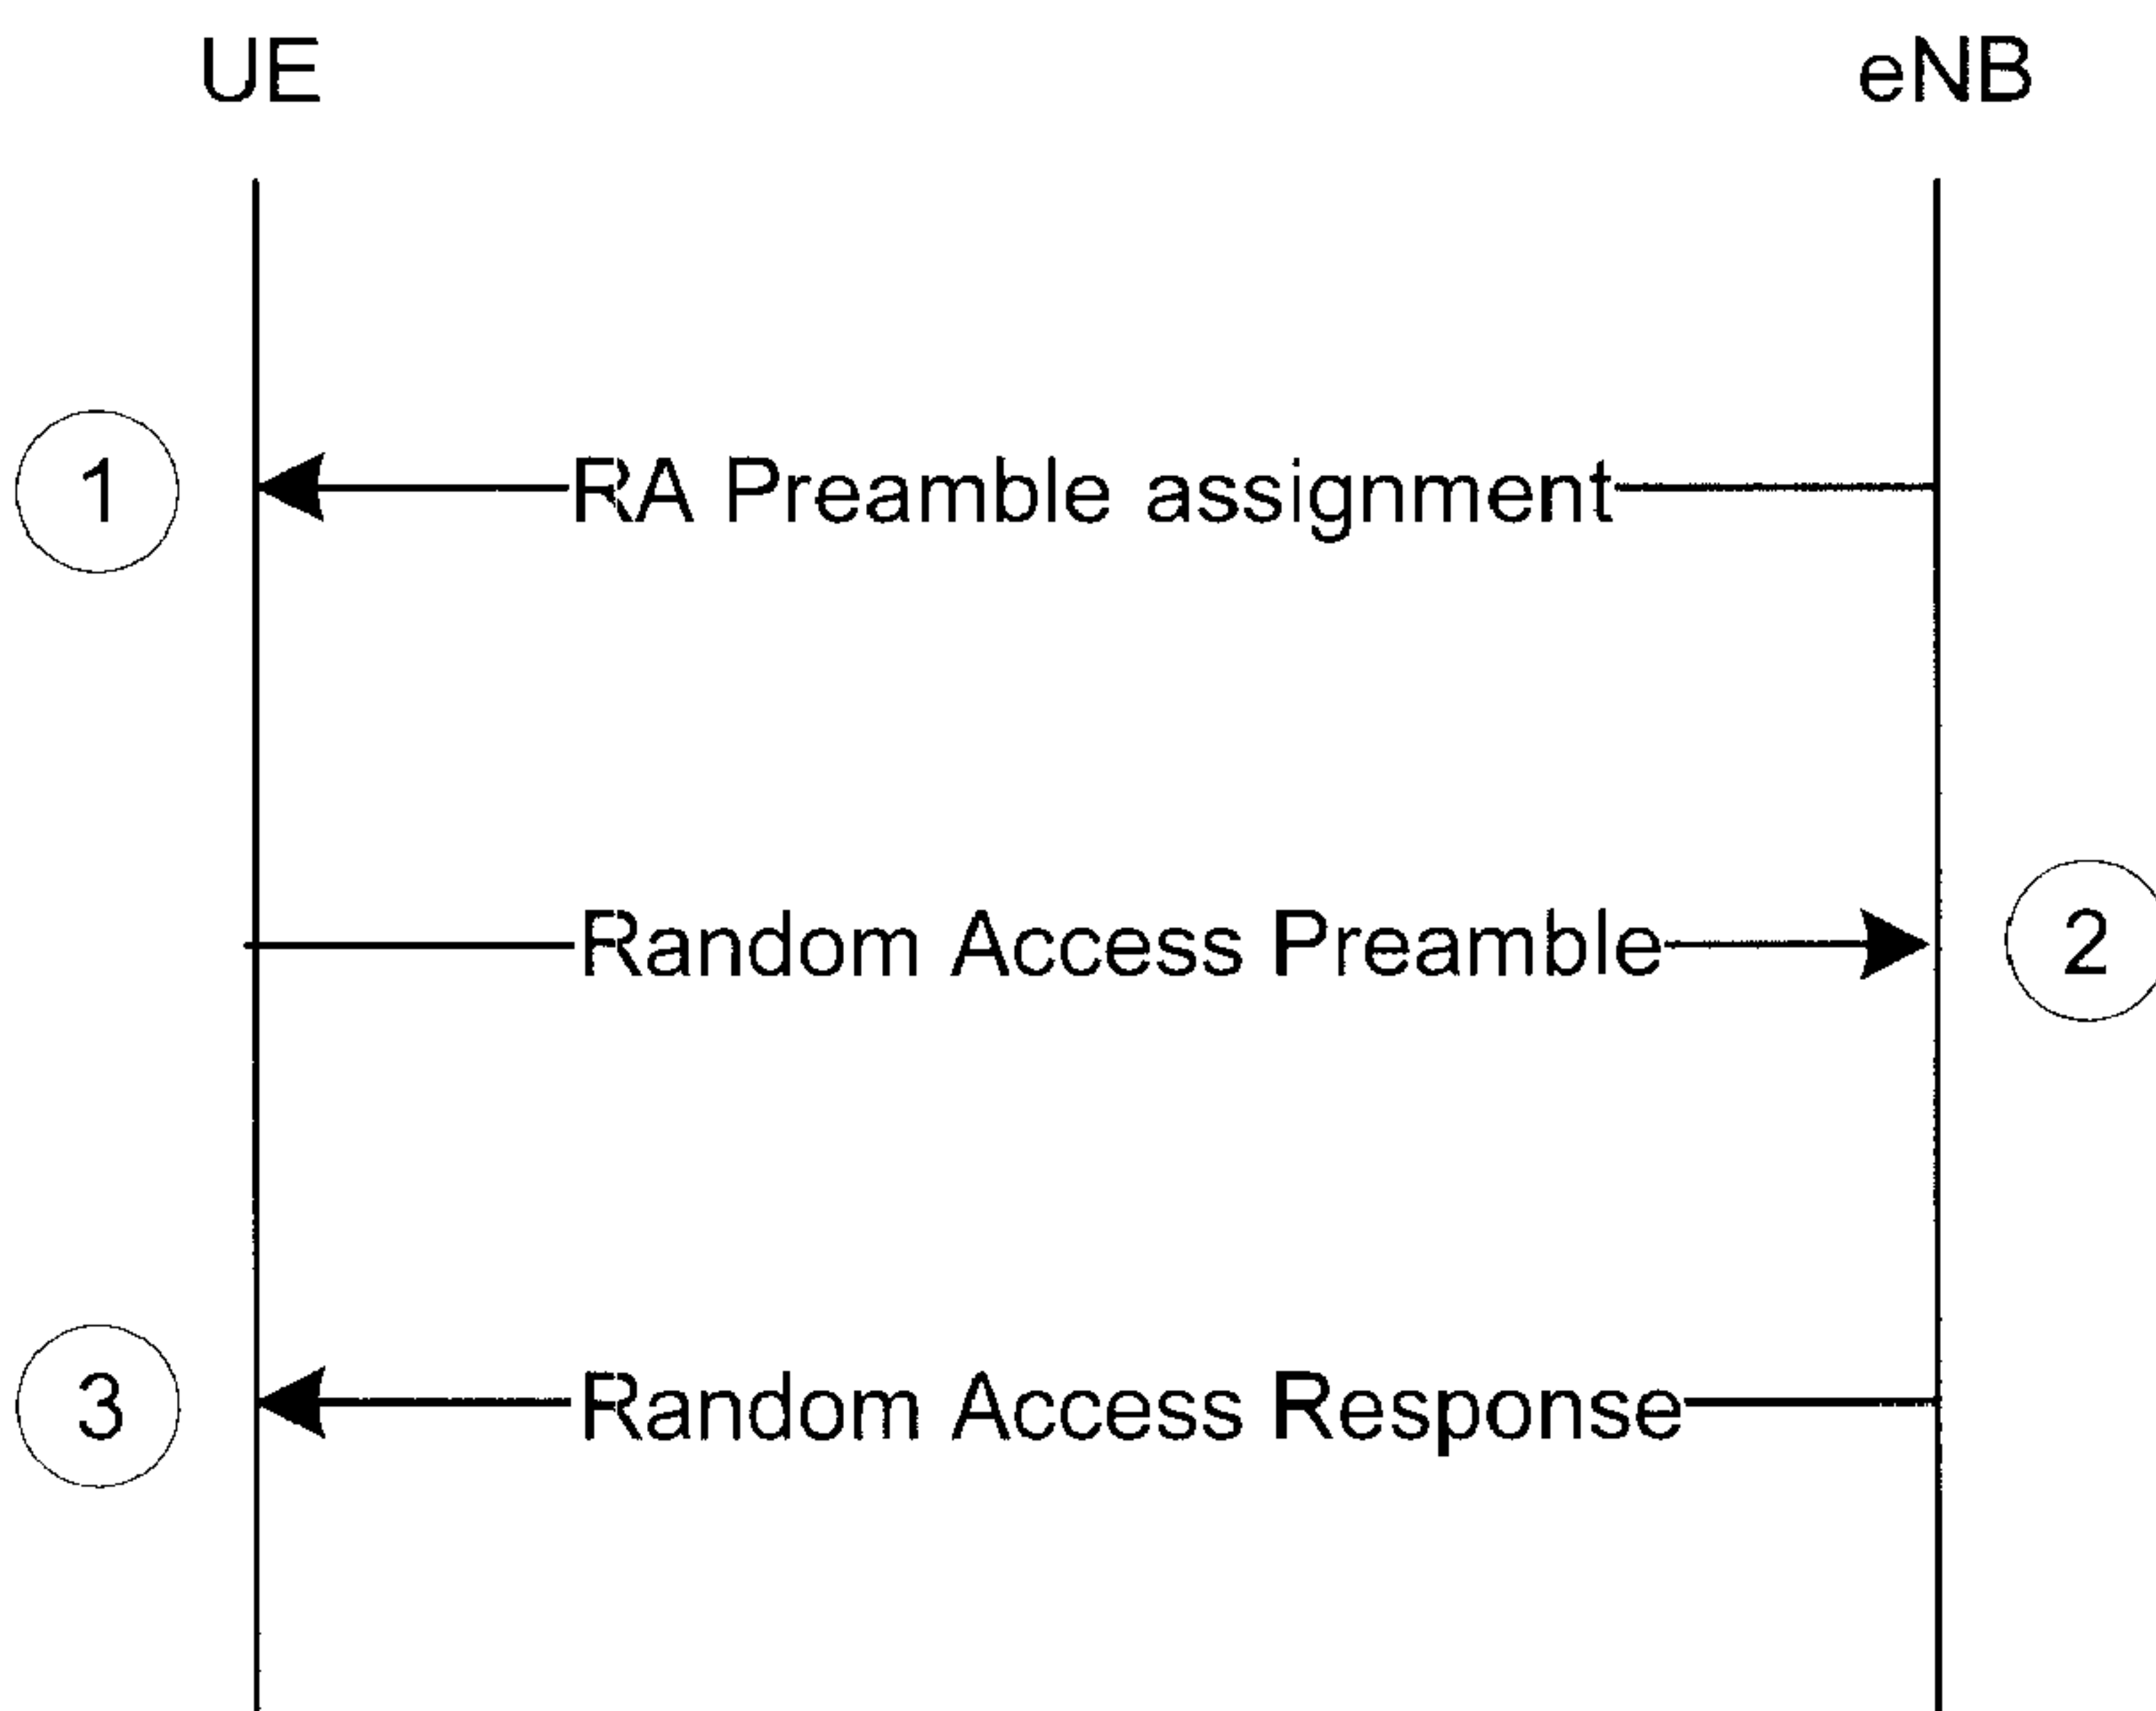 UE eNB
1 RA Preamble assignment
Random Access Preamble 2
3 Random Access Response